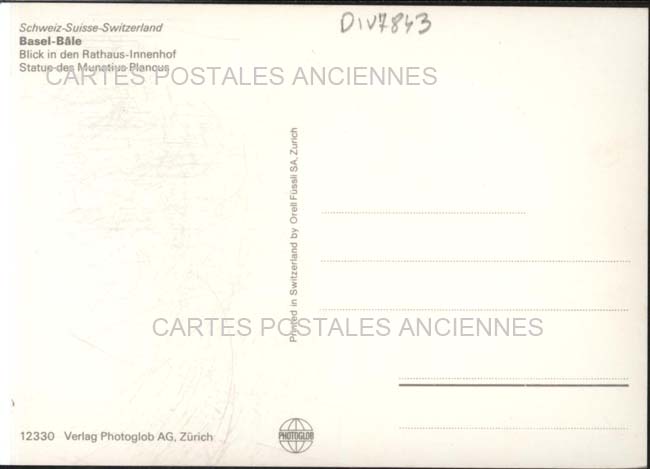 Schweiz-Suisse-Switzerland
Basel-Bâle
Blick in den Rathaus-Innenhof
Statue des Munatius Plancus
DIV7843
CARTES POSTALES ANCIENNES
Printed in Switzerland by Orell Füssli SA, Zurich
CARTES POSTALES ANCIENNES
12330 Verlag Photoglob AG, Zürich
PHOTOGLOB